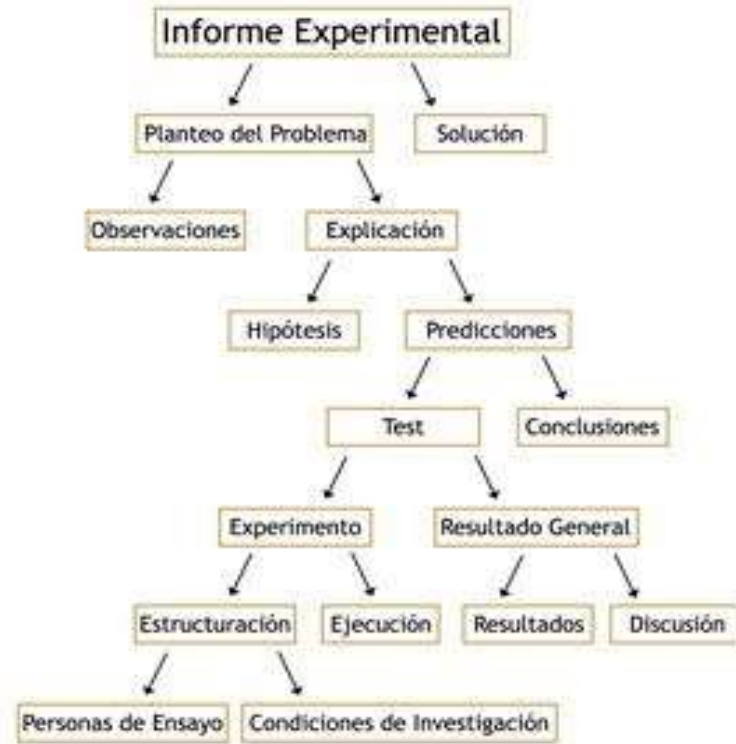 Informe Experimental
Planteo del Problema
Solución
Observaciones
Explicación
Hipótesis
Predicciones
Test
Conclusiones
Experimento
Resultado General
Estructuración
Ejecución
Resultados
Discusión
Personas de Ensayo
Condiciones de Investigación